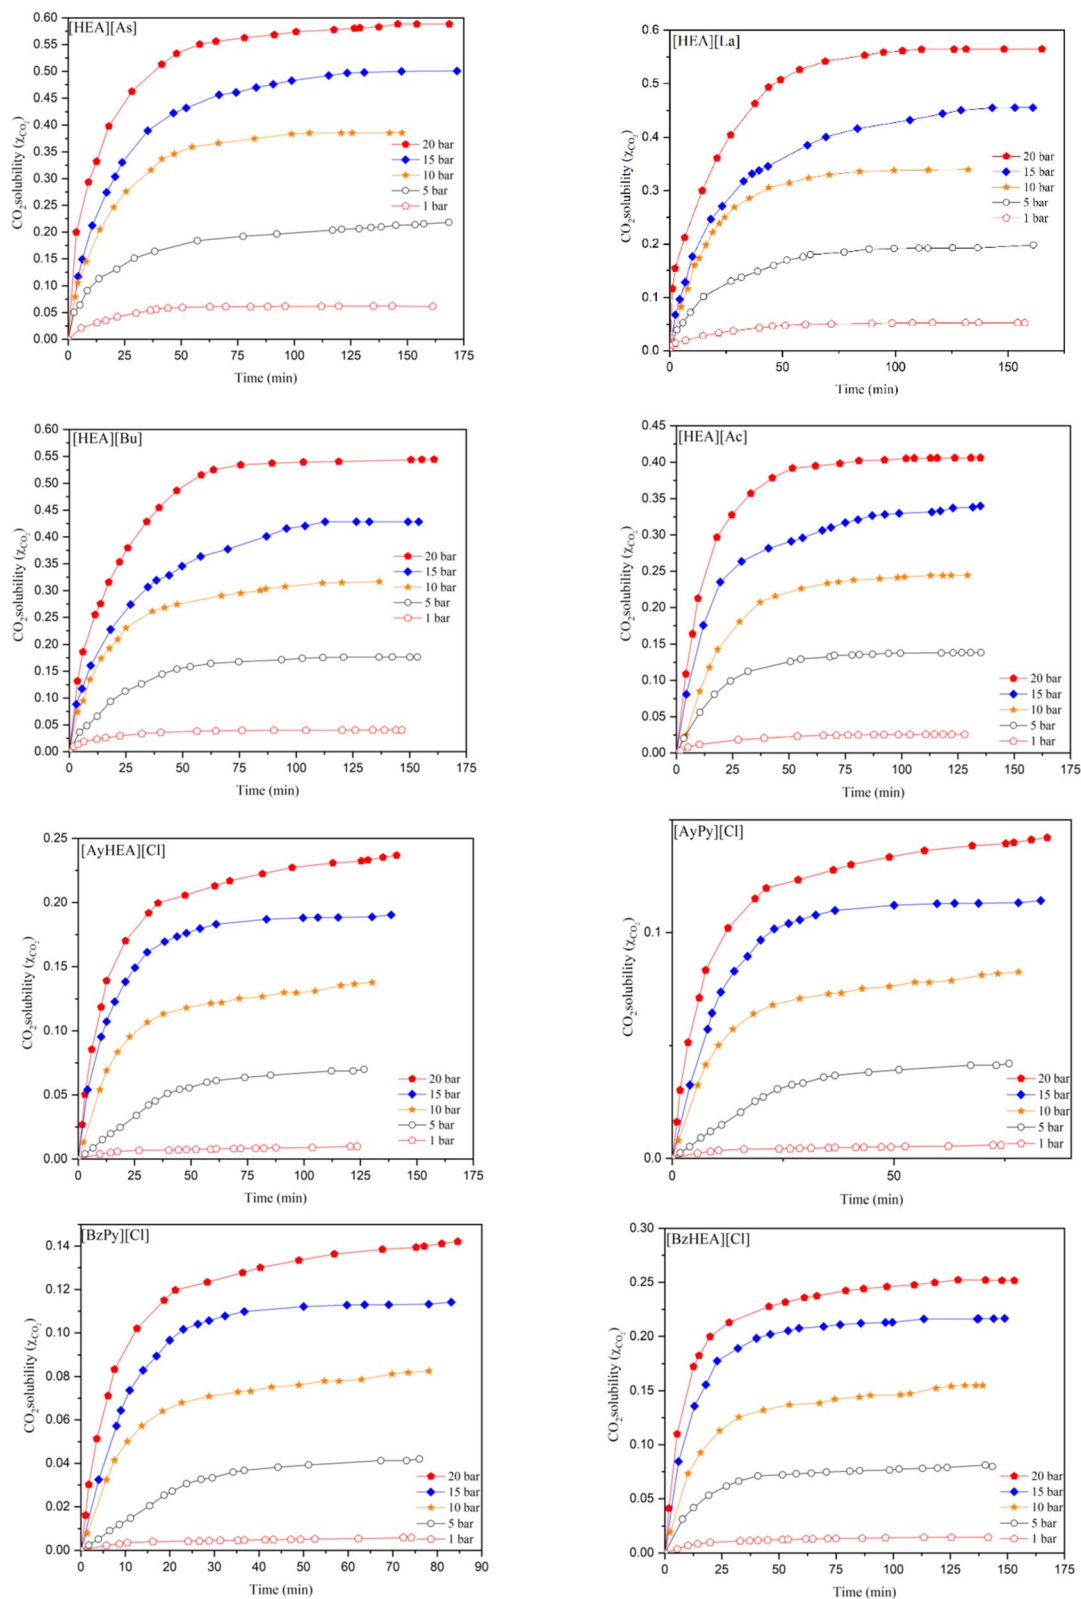 [HEA][As]
CO₂solubility (χCO₂)
0.60
0.55
0.50
0.45
0.40
0.35
0.30
0.25
0.20
0.15
0.10
0.05
0.00
20 bar
15 bar
10 bar
5 bar
1 bar
0 25 50 75 100 125 150 175
Time (min)
[HEA][La]
CO₂solubility (χCO₂)
0.6
0.5
0.4
0.3
0.2
0.1
0.0
20 bar
15 bar
10 bar
5 bar
1 bar
0 50 100 150
Time (min)
[HEA][Bu]
CO₂solubility (χCO₂)
0.60
0.55
0.50
0.45
0.40
0.35
0.30
0.25
0.20
0.15
0.10
0.05
0.00
20 bar
15 bar
10 bar
5 bar
1 bar
0 25 50 75 100 125 150 175
Time (min)
[HEA][Ac]
CO₂solubility (χCO₂)
0.45
0.40
0.35
0.30
0.25
0.20
0.15
0.10
0.05
0.00
20 bar
15 bar
10 bar
5 bar
1 bar
0 25 50 75 100 125 150 175
Time (min)
[AyHEA][Cl]
CO₂solubility (χCO₂)
0.25
0.20
0.15
0.10
0.05
0.00
20 bar
15 bar
10 bar
5 bar
1 bar
0 25 50 75 100 125 150 175
Time (min)
[AyPy][Cl]
CO₂solubility (χCO₂)
0.1
0.0
20 bar
15 bar
10 bar
5 bar
1 bar
0 50
Time (min)
[BzPy][Cl]
CO₂solubility (χCO₂)
0.14
0.12
0.10
0.08
0.06
0.04
0.02
0.00
20 bar
15 bar
10 bar
5 bar
1 bar
0 10 20 30 40 50 60 70 80 90
Time (min)
[BzHEA][Cl]
CO₂solubility (χCO₂)
0.30
0.25
0.20
0.15
0.10
0.05
0.00
20 bar
15 bar
10 bar
5 bar
1 bar
0 25 50 75 100 125 150 175
Time (min)